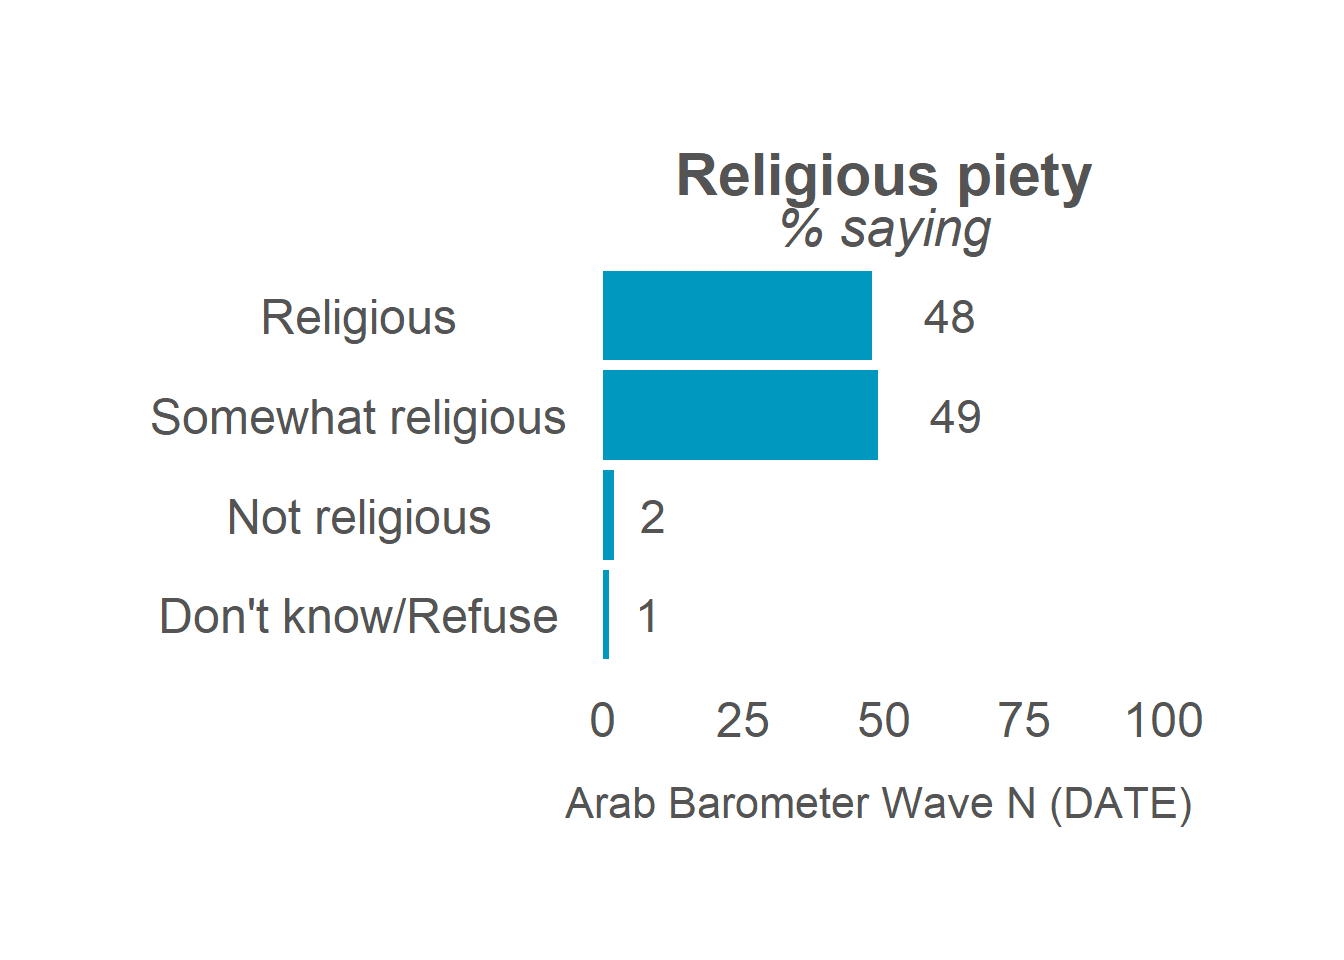 Religious piety
% saying
Religious 48
Somewhat religious 49
Not religious 2
Don't know/Refuse 1
0 25 50 75 100
Arab Barometer Wave N (DATE)